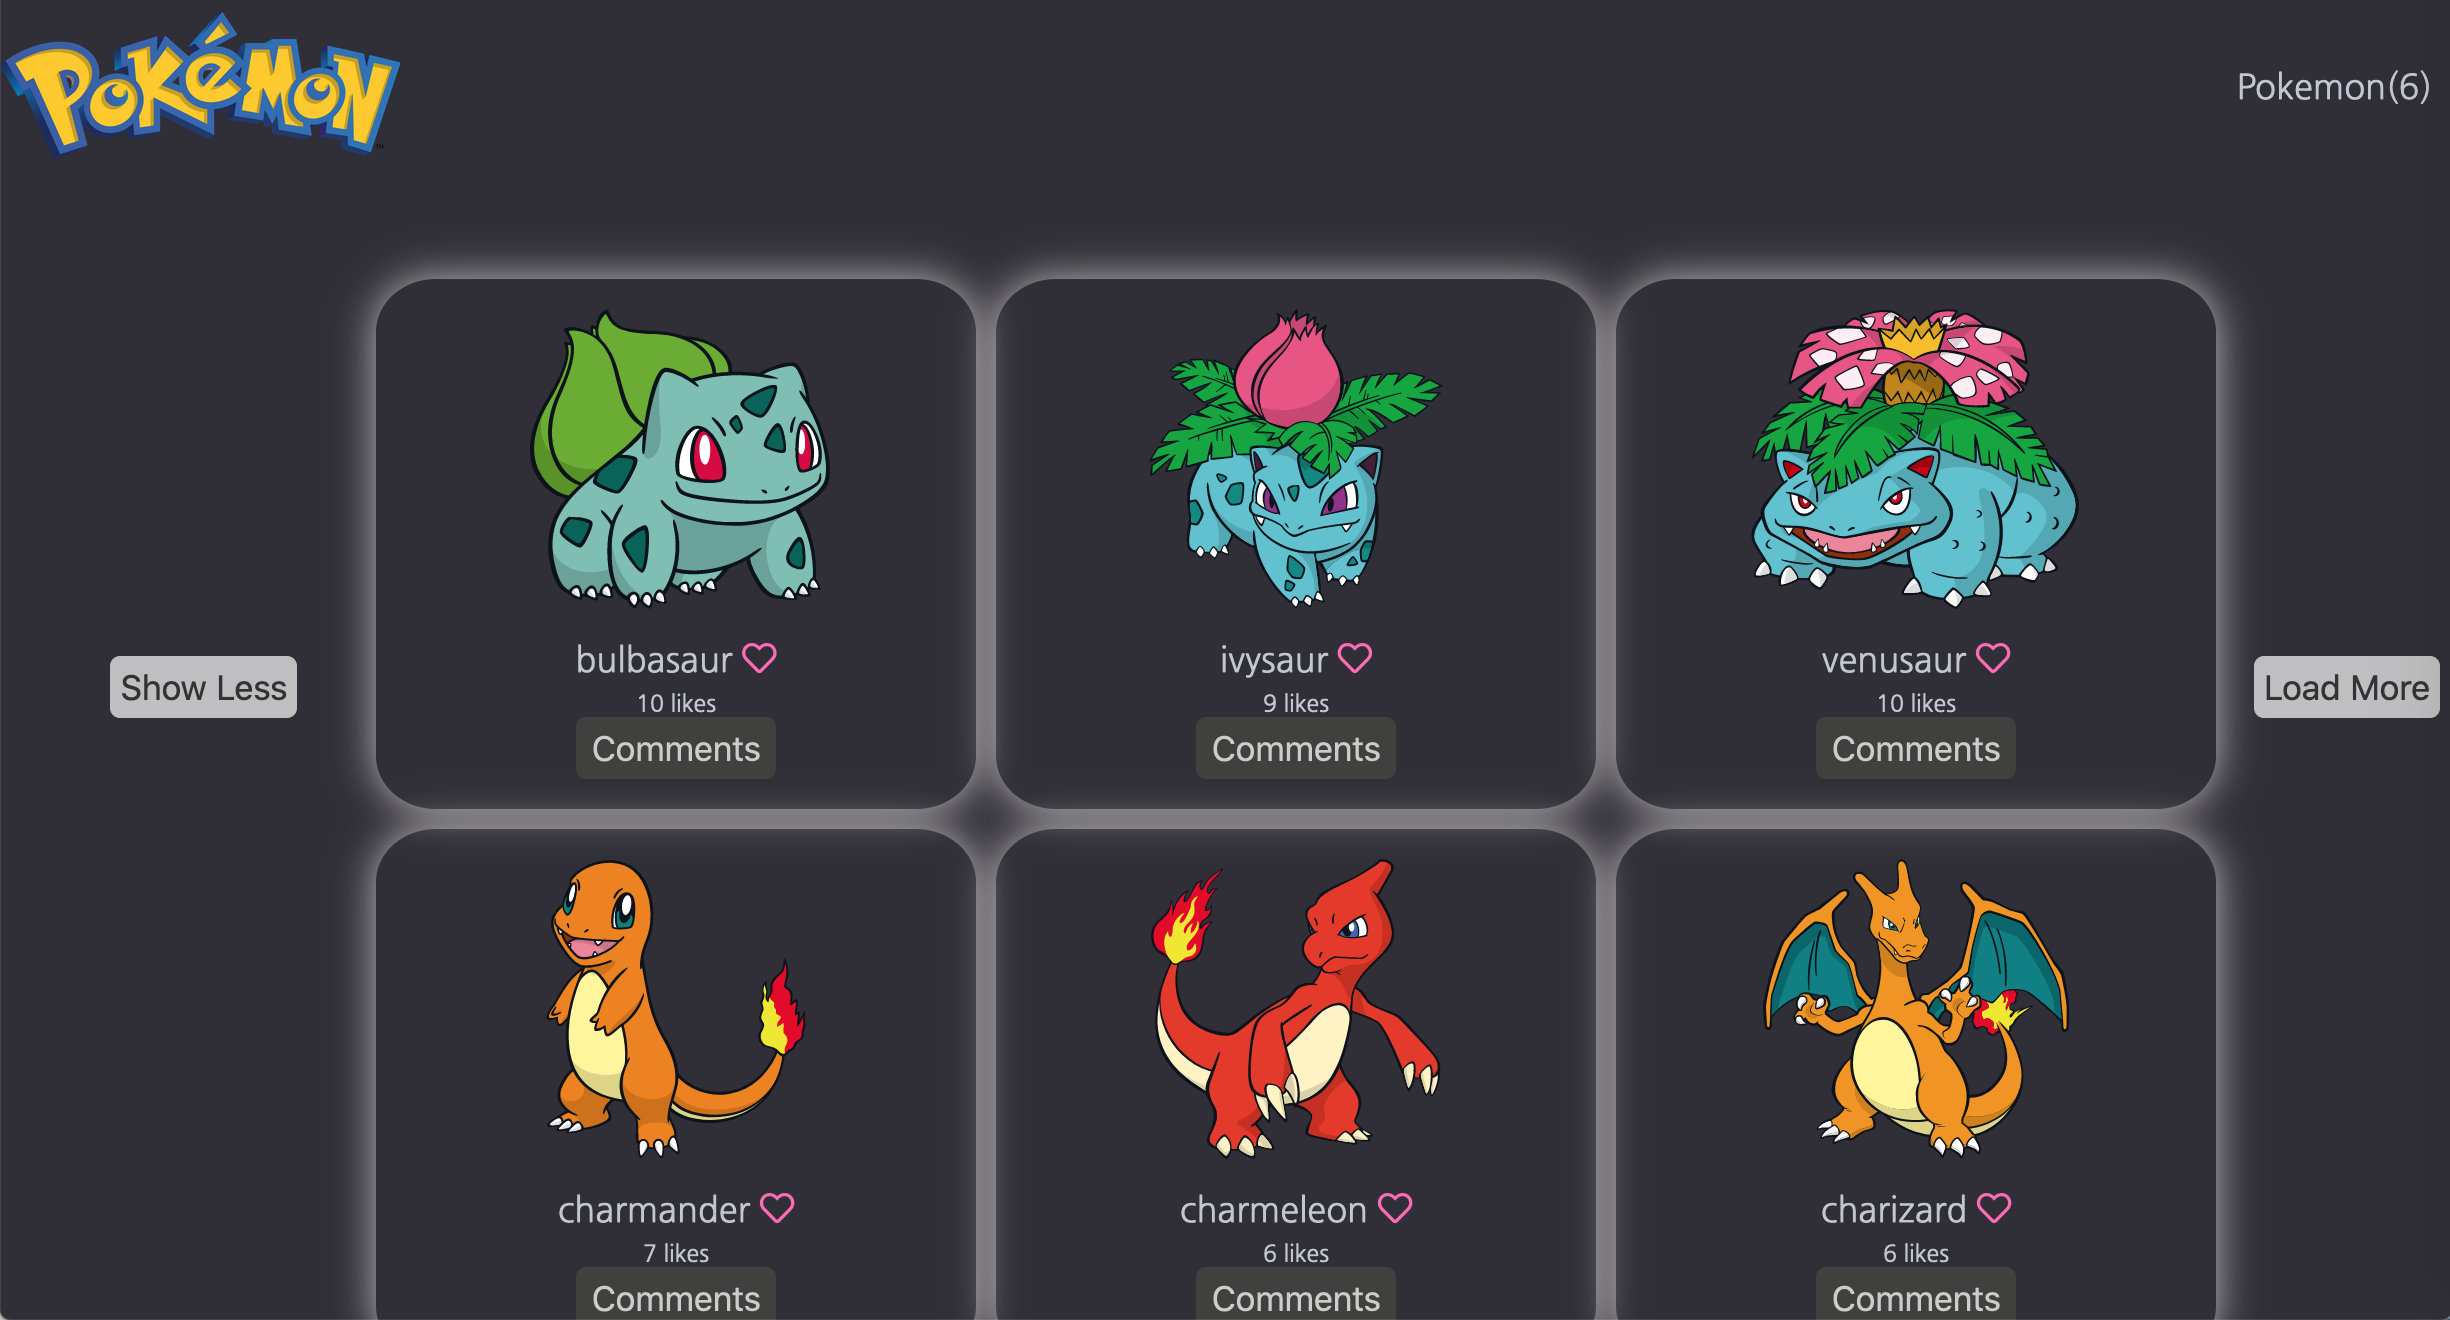 Pokémon
Pokemon(6)
bulbasaur
10 likes
Comments
ivysaur
9 likes
Comments
venusaur
10 likes
Comments
Show Less
Load More
charmander
7 likes
Comments
charmeleon
6 likes
Comments
charizard
6 likes
Comments